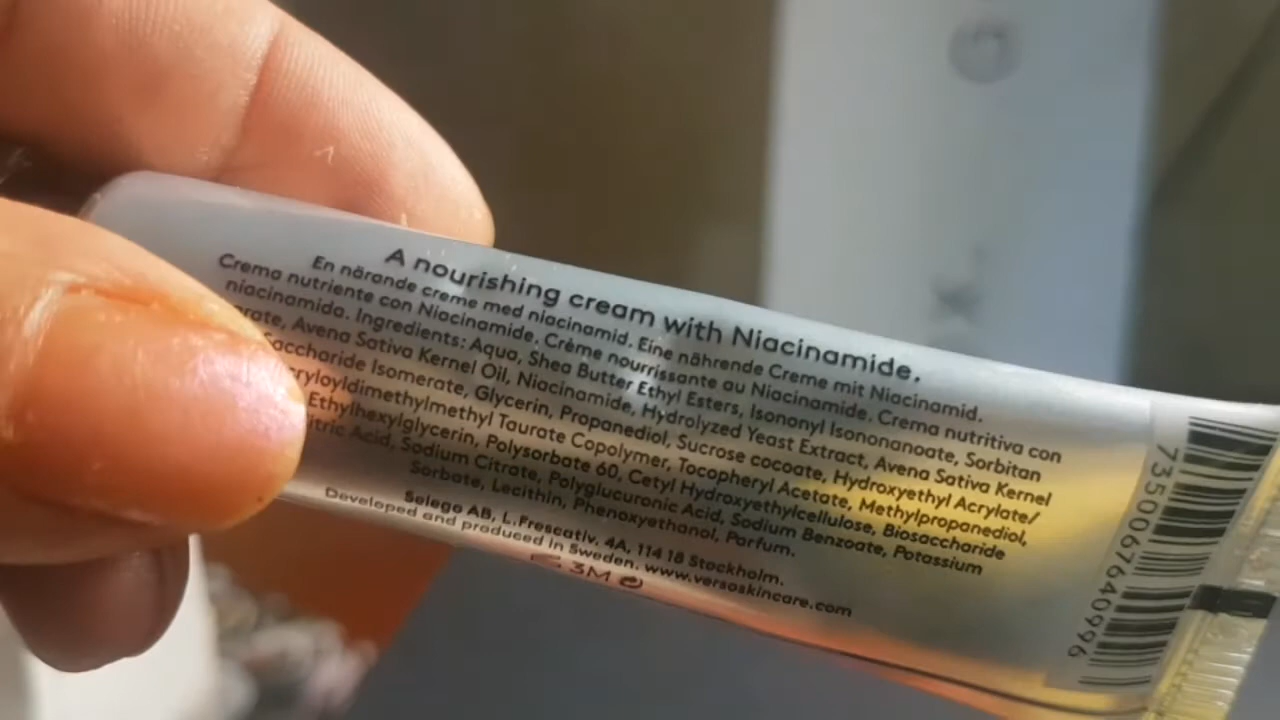 A nourishing cream with Niacinamide.
En närande creme med niacinamid. Eine nährende Creme mit Niacinamid.
Crema nutriente con Niacinamide. Crème nourrissante au Niacinamide. Crema nutritiva con
niacinamida. Ingredients: Aqua, Shea Butter Ethyl Esters, Isononyl Isononanoate, Sorbitan
Avena Sativa Kernel Oil, Niacinamide, Hydrolyzed Yeast Extract, Avena Sativa Kernel
Saccharide Isomerate, Glycerin, Propanediol, Sucrose cocoate, Hydroxyethyl Acrylate/
ryloyldimethylmethyl Taurate Copolymer, Tocopheryl Acetate, Methylpropanediol,
Ethylhexylglycerin, Polysorbate 60, Cetyl Hydroxyethylcellulose, Biosaccharide
itric Acid, Sodium Citrate, Polyglucuronic Acid, Sodium Benzoate, Potassium
Sorbate, Lecithin, Phenoxyethanol, Parfum.
Selego AB, L. Frescativ. 4A, 114 18 Stockholm.
Developed and produced in Sweden. www.versoskincare.com
3M
7350067640996
G